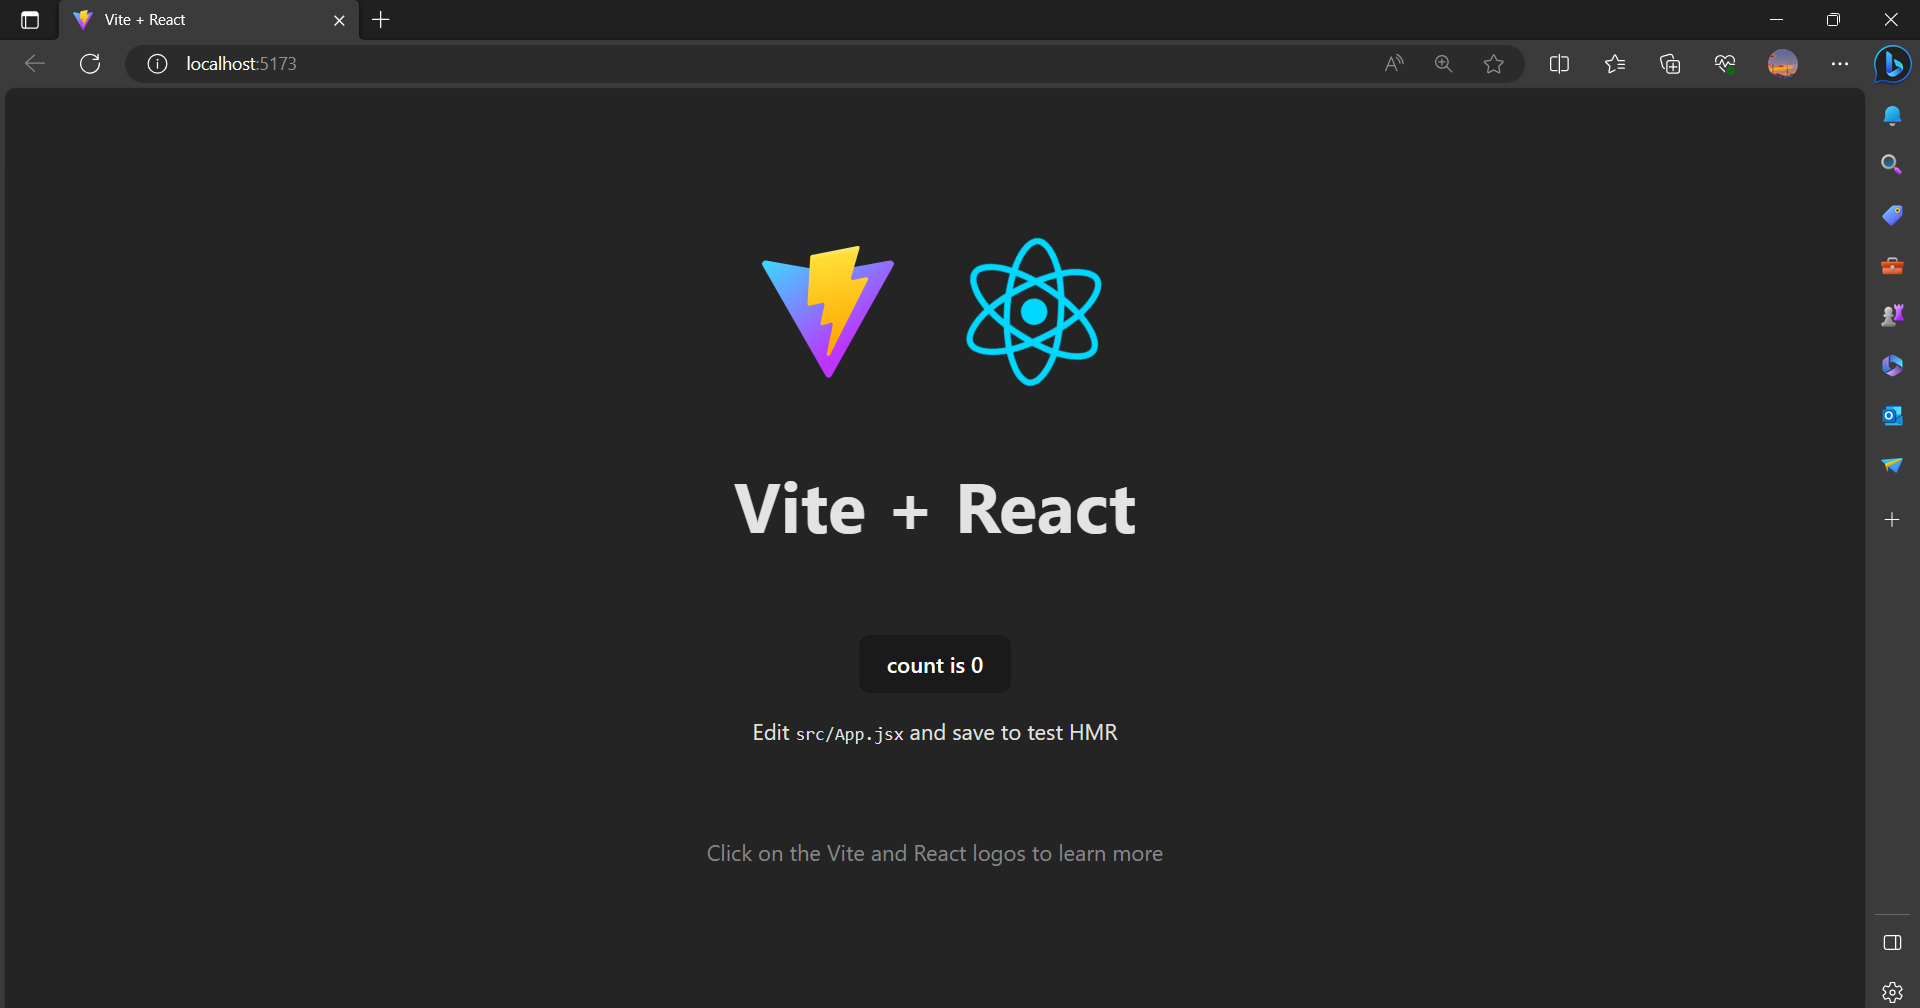 Vite + React
localhost:5173
Vite + React
count is 0
Edit src/App.jsx and save to test HMR
Click on the Vite and React logos to learn more